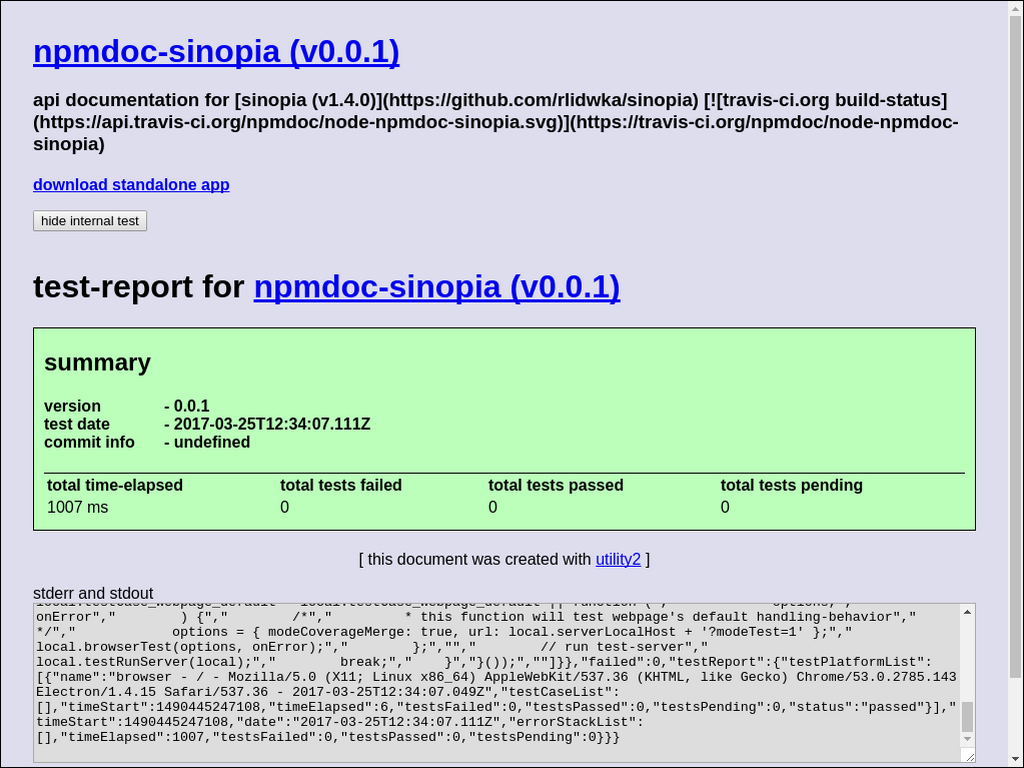 npmdoc-sinopia (v0.0.1)
api documentation for [sinopia (v1.4.0)](https://github.com/rlidwka/sinopia) [![travis-ci.org build-status]
(https://api.travis-ci.org/npmdoc/node-npmdoc-sinopia.svg)](https://travis-ci.org/npmdoc/node-npmdoc-
sinopia)
download standalone app
hide internal test
test-report for npmdoc-sinopia (v0.0.1)
summary
version - 0.0.1
test date - 2017-03-25T12:34:07.111Z
commit info - undefined
total time-elapsed total tests failed total tests passed total tests pending
1007 ms 0 0 0
[ this document was created with utility2 ]
stderr and stdout
onError","        ) {","        /*","         * this function will test webpage's default handling-behavior","
*/","            options = { modeCoverageMerge: true, url: local.serverLocalHost + '?modeTest=1' };","
local.browserTest(options, onError);","        };","","        // run test-server","
local.testRunServer(local);","        break;","    }","}());",""]}},"failed":0,"testReport":{"testPlatformList":
[{"name":"browser - / - Mozilla/5.0 (X11; Linux x86_64) AppleWebKit/537.36 (KHTML, like Gecko) Chrome/53.0.2785.143
Electron/1.4.15 Safari/537.36 - 2017-03-25T12:34:07.049Z","testCaseList":
[],"timeStart":1490445247108,"timeElapsed":6,"testsFailed":0,"testsPassed":0,"testsPending":0,"status":"passed"}],"
timeStart":1490445247108,"date":"2017-03-25T12:34:07.111Z","errorStackList":
[],"timeElapsed":1007,"testsFailed":0,"testsPassed":0,"testsPending":0}}}